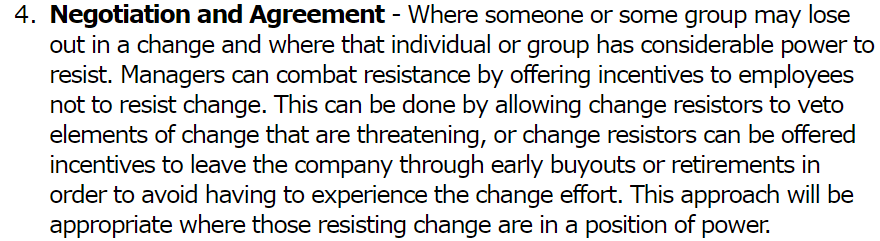 4. Negotiation and Agreement - Where someone or some group may lose
out in a change and where that individual or group has considerable power to
resist. Managers can combat resistance by offering incentives to employees
not to resist change. This can be done by allowing change resistors to veto
elements of change that are threatening, or change resistors can be offered
incentives to leave the company through early buyouts or retirements in
order to avoid having to experience the change effort. This approach will be
appropriate where those resisting change are in a position of power.